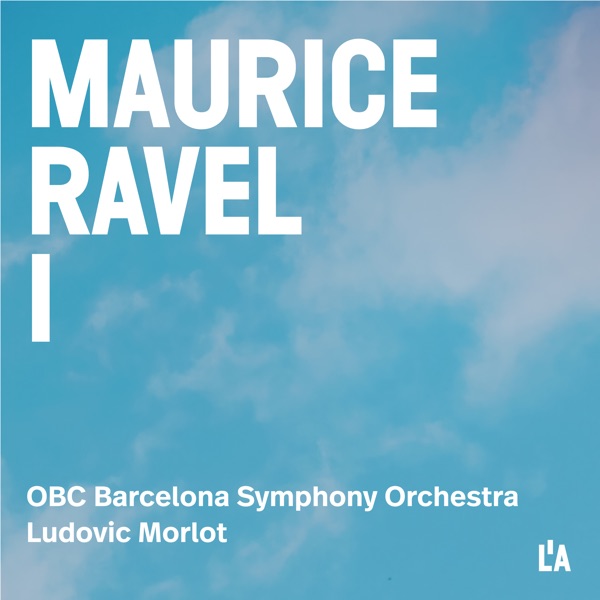 MAURICE
RAVEL
I
OBC Barcelona Symphony Orchestra
Ludovic Morlot
L'A